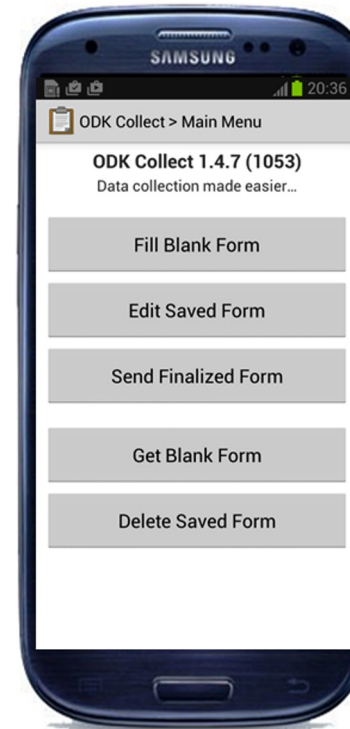 SAMSUNG
20:36
ODK Collect > Main Menu
ODK Collect 1.4.7 (1053)
Data collection made easier...
Fill Blank Form
Edit Saved Form
Send Finalized Form
Get Blank Form
Delete Saved Form